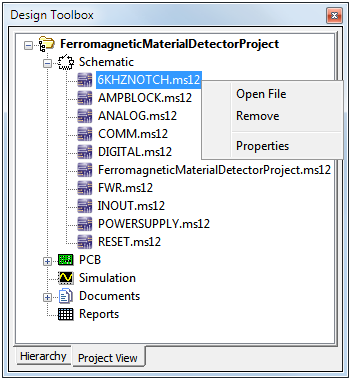 Design Toolbox
FerromagneticMaterialDetectorProject
Schematic
6KHZNOTCH.ms12
AMPBLOCK.ms12
ANALOG.ms12
COMM.ms12
DIGITAL.ms12
FerromagneticMaterialDetectorProject.ms12
FWR.ms12
INOUT.ms12
POWERSUPPLY.ms12
RESET.ms12
PCB
Simulation
Documents
Reports
Open File
Remove
Properties
Hierarchy Project View